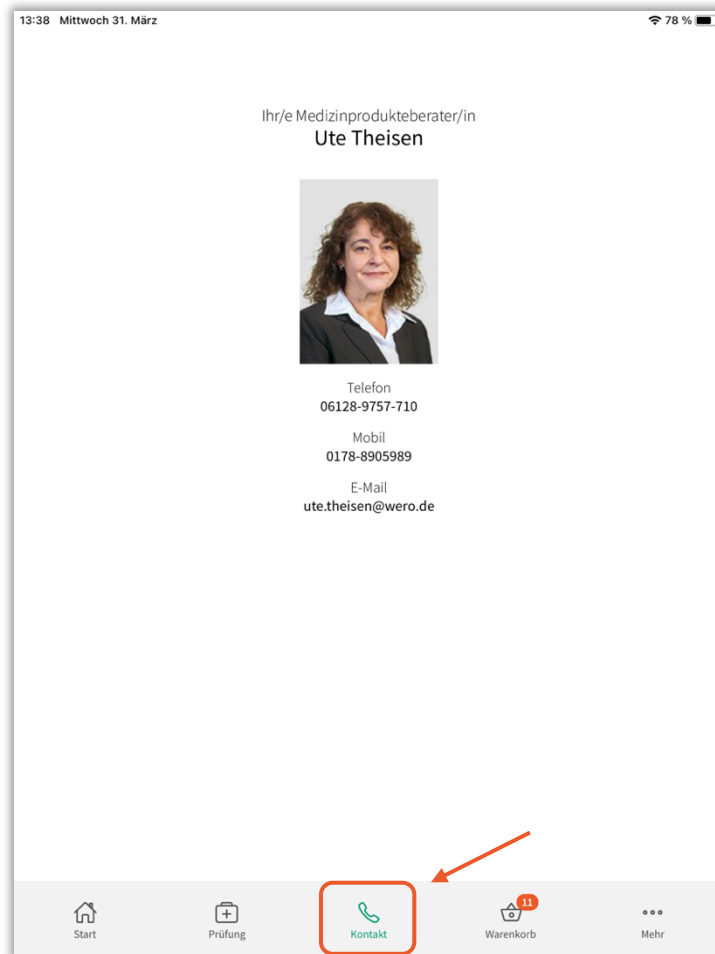 13:38 Mittwoch 31. März
78 %
Ihr/e Medizinprodukteberater/in
Ute Theisen
Telefon
06128-9757-710
Mobil
0178-8905989
E-Mail
ute.theisen@wero.de
11
Start
Prüfung
Kontakt
Warenkorb
Mehr